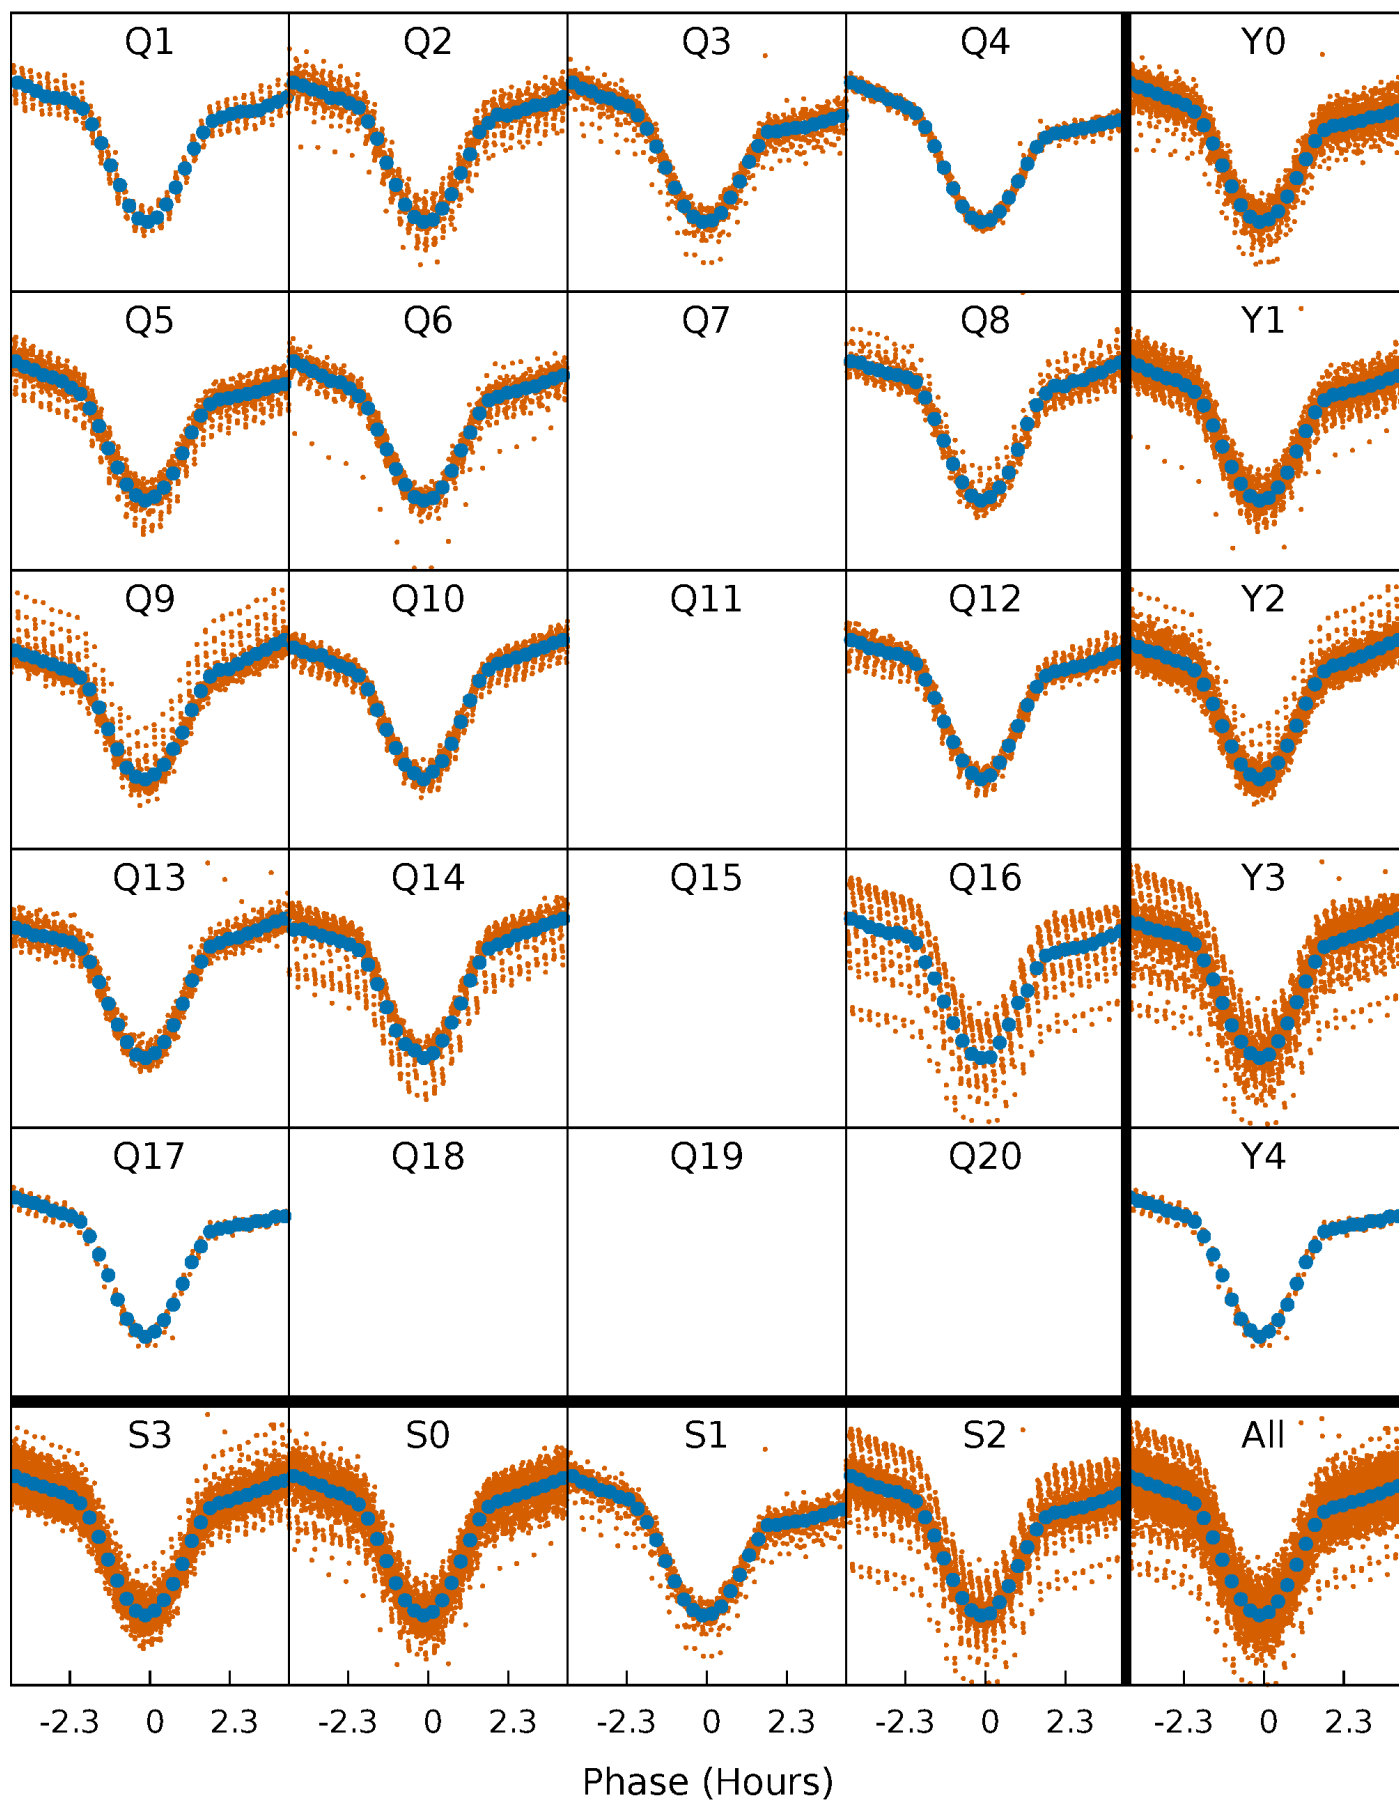 Q1 Q2 Q3 Q4 Y0
Q5 Q6 Q7 Q8 Y1
Q9 Q10 Q11 Q12 Y2
Q13 Q14 Q15 Q16 Y3
Q17 Q18 Q19 Q20 Y4
S3 S0 S1 S2 All
-2.3 0 2.3 -2.3 0 2.3 -2.3 0 2.3 -2.3 0 2.3 -2.3 0 2.3
Phase (Hours)